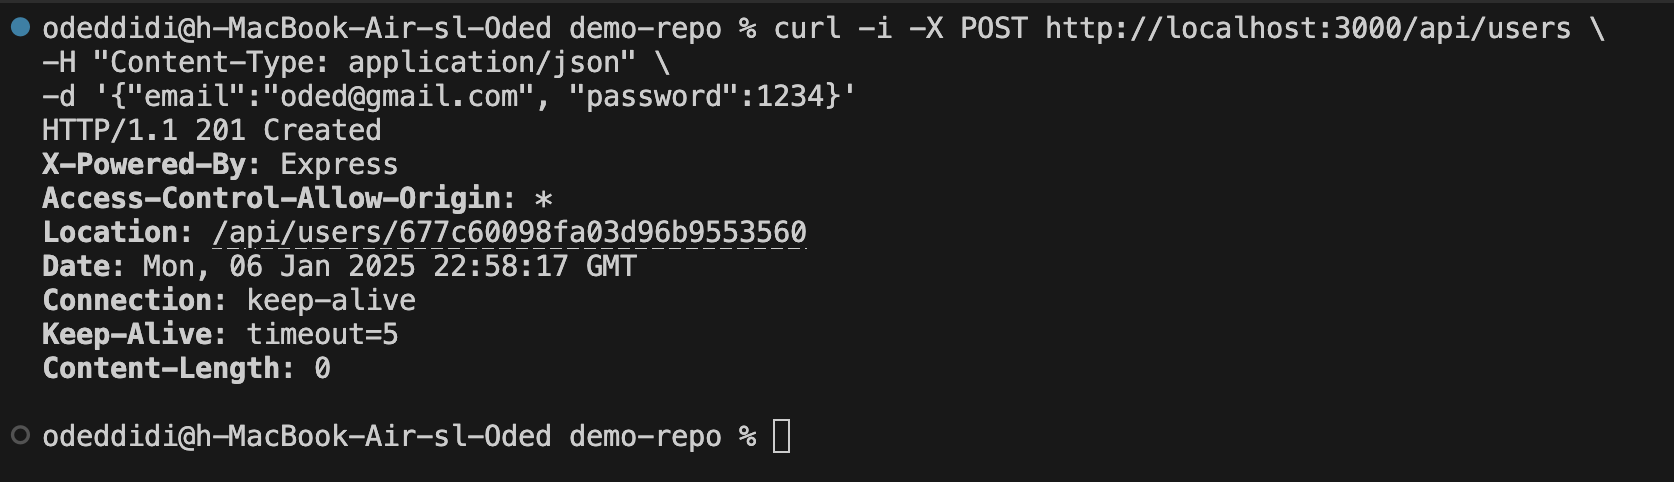 odeddidi@h-MacBook-Air-sl-Oded demo-repo % curl -i -X POST http://localhost:3000/api/users \
-H "Content-Type: application/json" \
-d '{"email":"oded@gmail.com", "password":1234}'
HTTP/1.1 201 Created
X-Powered-By: Express
Access-Control-Allow-Origin: *
Location: /api/users/677c60098fa03d96b9553560
Date: Mon, 06 Jan 2025 22:58:17 GMT
Connection: keep-alive
Keep-Alive: timeout=5
Content-Length: 0
odeddidi@h-MacBook-Air-sl-Oded demo-repo %